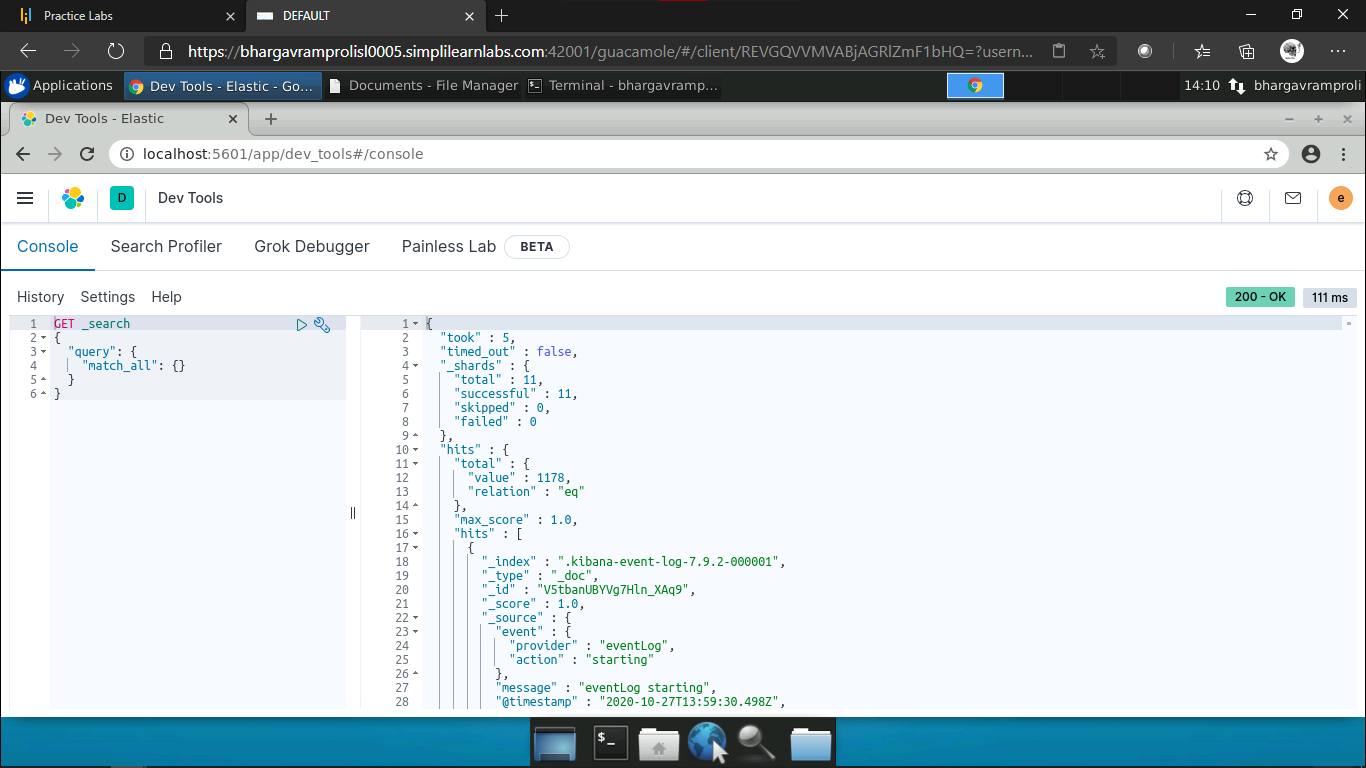 Practice Labs
DEFAULT
https://bhargavramprolisl0005.simplilearnlabs.com:42001/guacamole/#/client/REVGQVVMVABjAGRlZmF1bHQ=?usern...
Applications
Dev Tools - Elastic - Go...
Documents - File Manager
Terminal - bhargavramp...
14:10
bhargavramproli
Dev Tools - Elastic
localhost:5601/app/dev_tools#/console
D
Dev Tools
e
Console
Search Profiler
Grok Debugger
Painless Lab
BETA
History
Settings
Help
200 - OK
111 ms
1 GET _search
2 {
3 "query": {
4 "match_all": {}
5 }
6 }
1 {
2 "took" : 5,
3 "timed_out" : false,
4 "_shards" : {
5 "total" : 11,
6 "successful" : 11,
7 "skipped" : 0,
8 "failed" : 0
9 },
10 "hits" : {
11 "total" : {
12 "value" : 1178,
13 "relation" : "eq"
14 },
15 "max_score" : 1.0,
16 "hits" : [
17 {
18 "_index" : ".kibana-event-log-7.9.2-000001",
19 "_type" : "_doc",
20 "_id" : "V5tbanUBYVg7Hln_XAq9",
21 "_score" : 1.0,
22 "_source" : {
23 "event" : {
24 "provider" : "eventLog",
25 "action" : "starting"
26 },
27 "message" : "eventLog starting",
28 "@timestamp" : "2020-10-27T13:59:30.498Z",